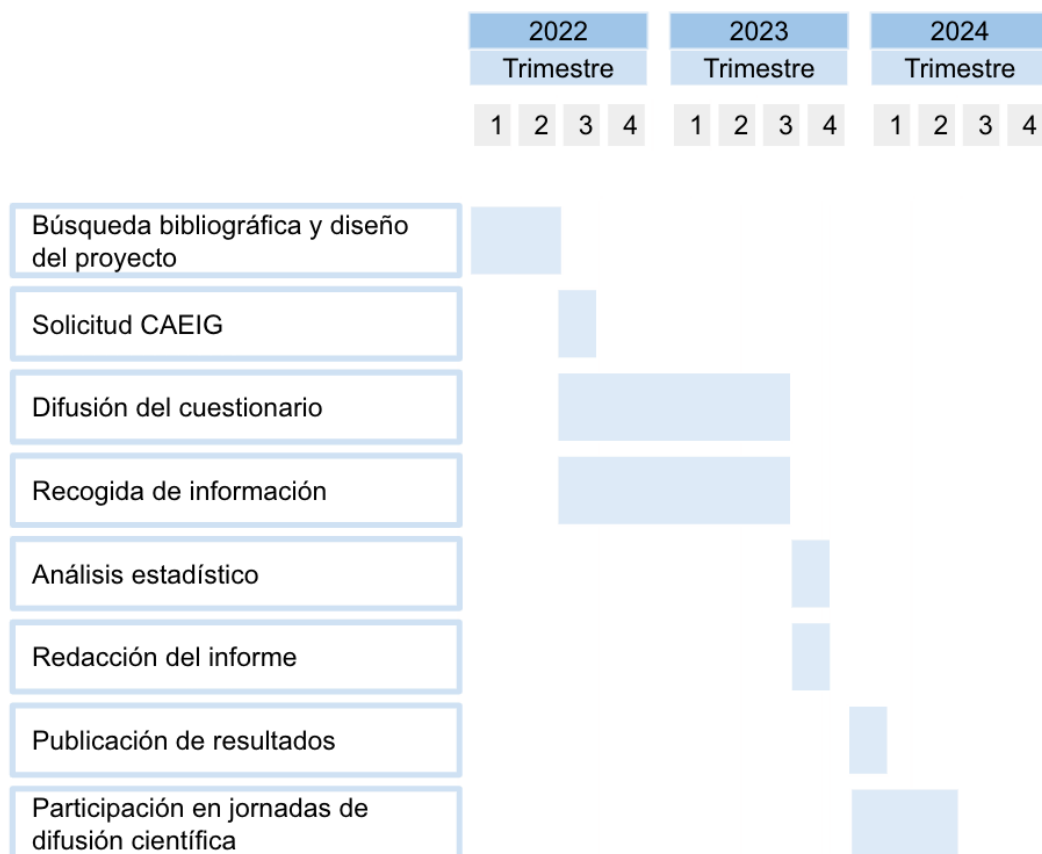 2022 2023 2024
Trimestre Trimestre Trimestre
1 2 3 4 1 2 3 4 1 2 3 4
Búsqueda bibliográfica y diseño
del proyecto
Solicitud CAEIG
Difusión del cuestionario
Recogida de información
Análisis estadístico
Redacción del informe
Publicación de resultados
Participación en jornadas de
difusión científica